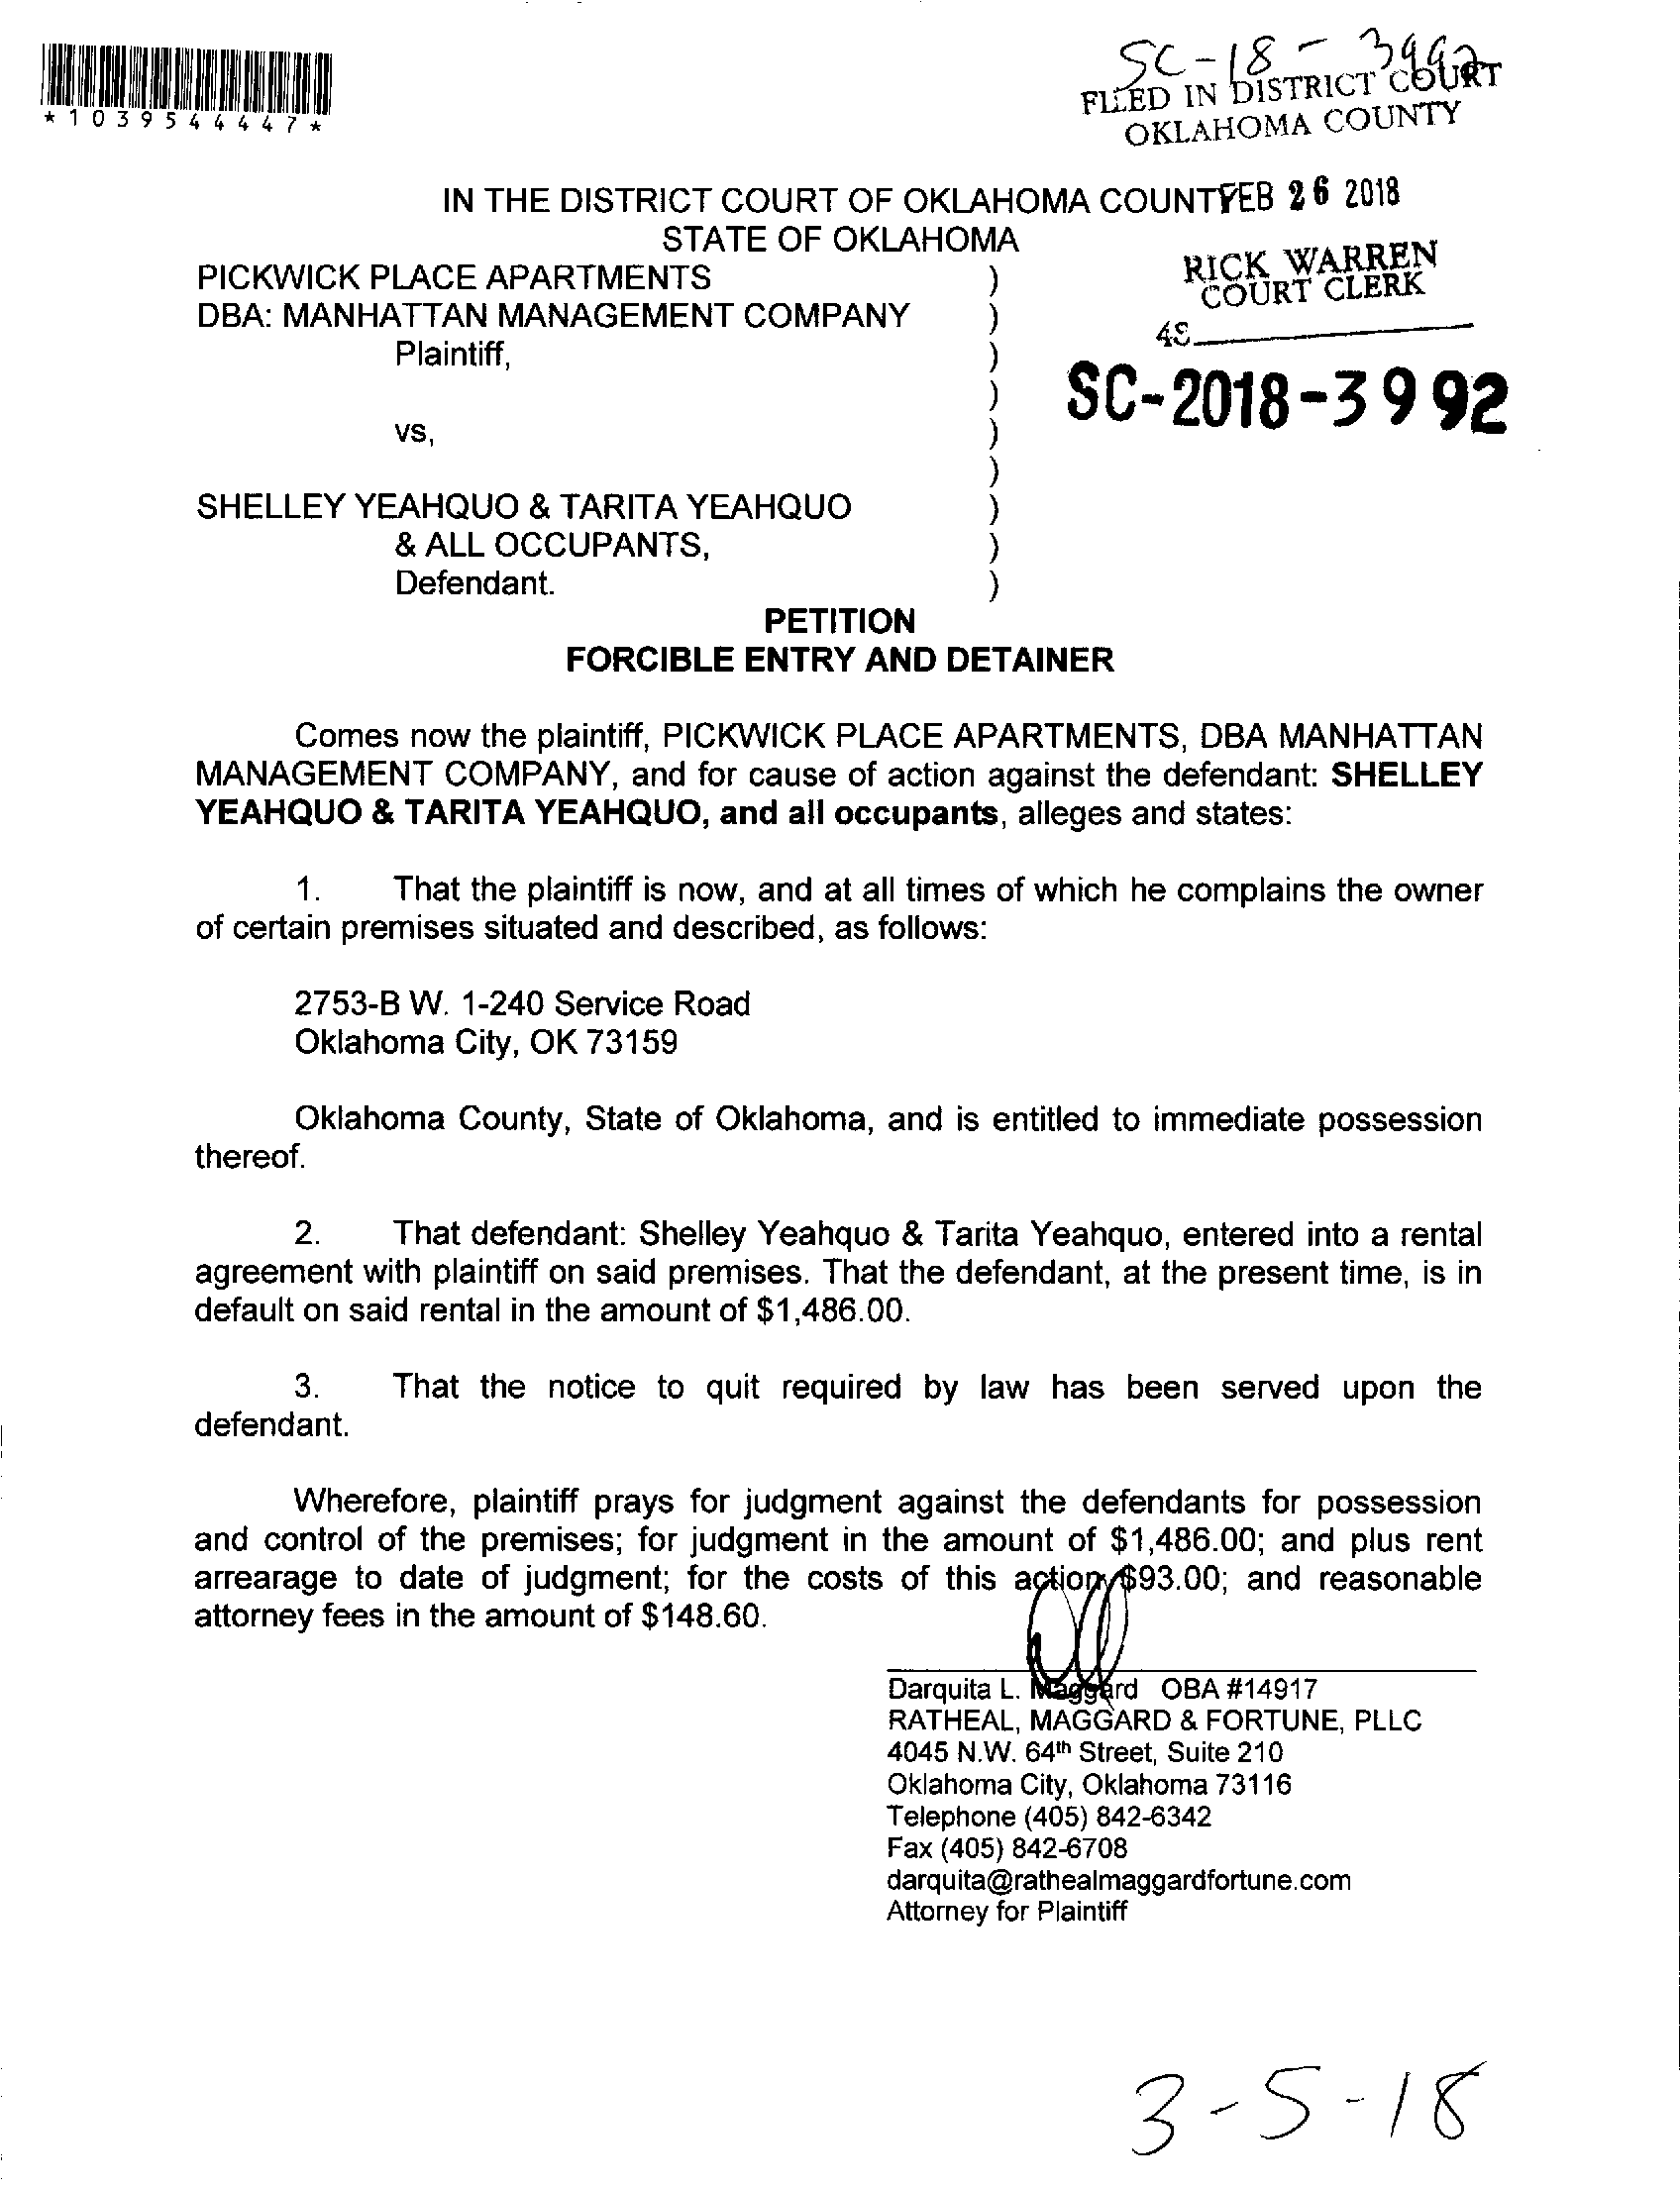 *1039544447*
SC-18-3992
FILED IN DISTRICT COURT
OKLAHOMA COUNTY
IN THE DISTRICT COURT OF OKLAHOMA COUNTY
FEB 26 2018
STATE OF OKLAHOMA
RICK WARREN
COURT CLERK
48
SC-2018-3992
PICKWICK PLACE APARTMENTS )
DBA: MANHATTAN MANAGEMENT COMPANY )
Plaintiff, )
)
vs, )
)
SHELLEY YEAHQUO & TARITA YEAHQUO )
& ALL OCCUPANTS, )
Defendant. )
PETITION
FORCIBLE ENTRY AND DETAINER
Comes now the plaintiff, PICKWICK PLACE APARTMENTS, DBA MANHATTAN
MANAGEMENT COMPANY, and for cause of action against the defendant: SHELLEY
YEAHQUO & TARITA YEAHQUO, and all occupants, alleges and states:
1. That the plaintiff is now, and at all times of which he complains the owner
of certain premises situated and described, as follows:
2753-B W. 1-240 Service Road
Oklahoma City, OK 73159
Oklahoma County, State of Oklahoma, and is entitled to immediate possession
thereof.
2. That defendant: Shelley Yeahquo & Tarita Yeahquo, entered into a rental
agreement with plaintiff on said premises. That the defendant, at the present time, is in
default on said rental in the amount of $1,486.00.
3. That the notice to quit required by law has been served upon the
defendant.
Wherefore, plaintiff prays for judgment against the defendants for possession
and control of the premises; for judgment in the amount of $1,486.00; and plus rent
arrearage to date of judgment; for the costs of this action $93.00; and reasonable
attorney fees in the amount of $148.60.
Darquita L. Maggard OBA #14917
RATHEAL, MAGGARD & FORTUNE, PLLC
4045 N.W. 64th Street, Suite 210
Oklahoma City, Oklahoma 73116
Telephone (405) 842-6342
Fax (405) 842-6708
darquita@rathealmaggardfortune.com
Attorney for Plaintiff
3-5-18